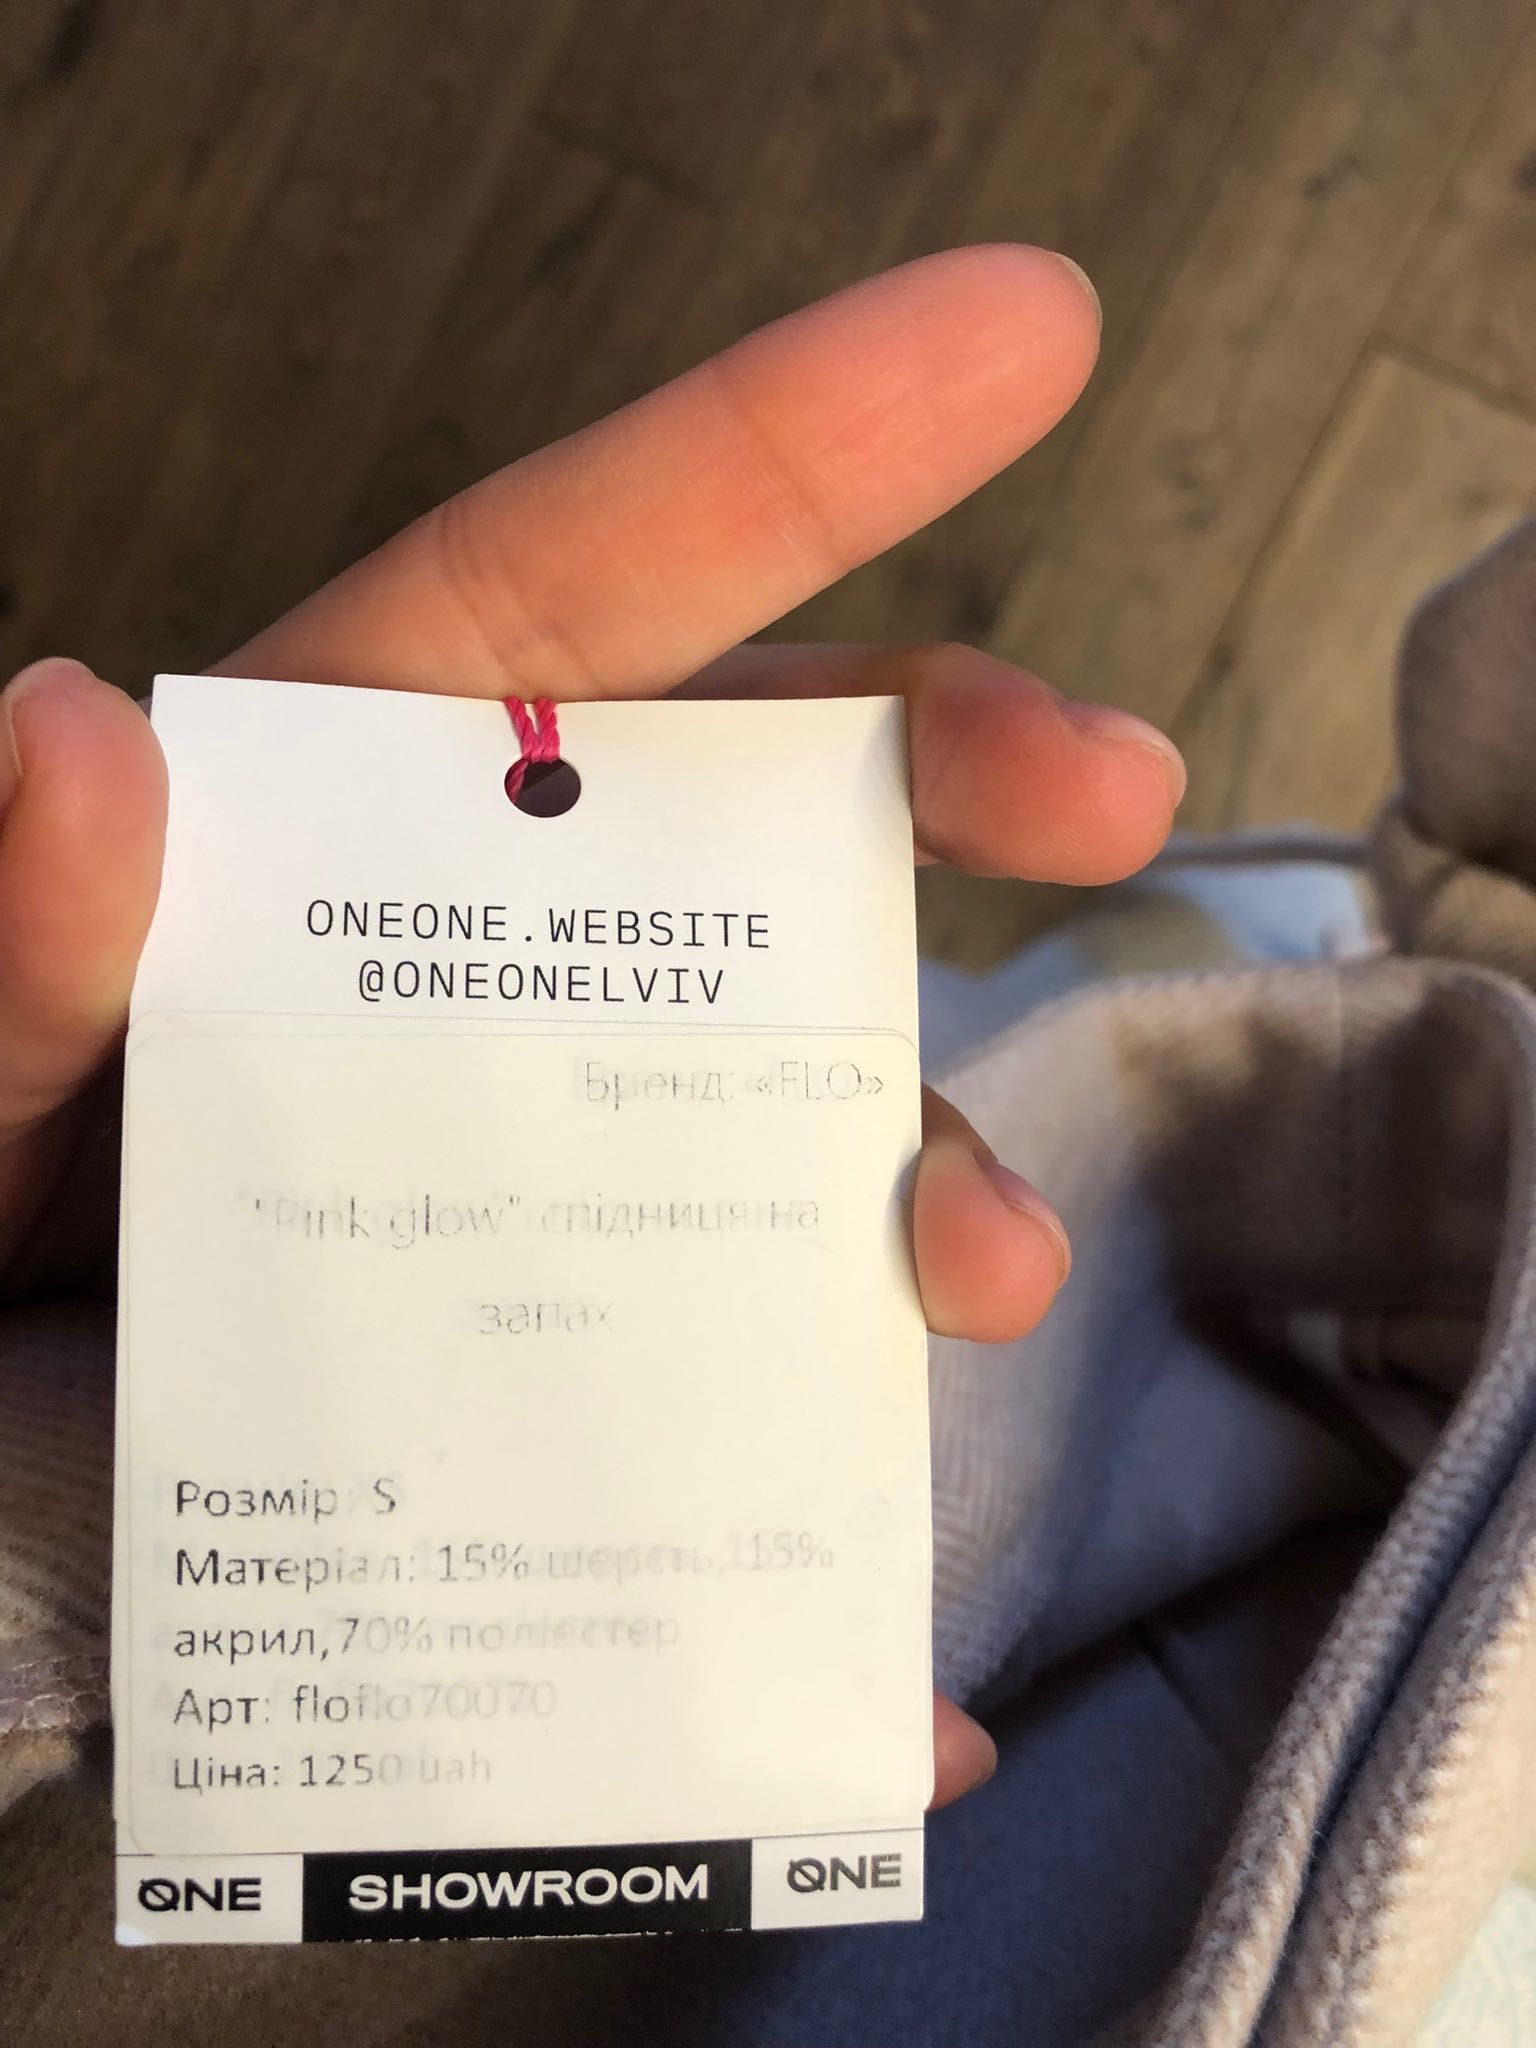 ONEONE.WEBSITE
@ONEONELVIV
Бренд: «FLO»
"Pink glow" спідниця на
запах
Розмір: S
Матеріал: 15% шерсть, 15%
акрил,70% поліестер
Арт: floflo70070
Ціна: 1250 uah
ONE SHOWROOM ONE